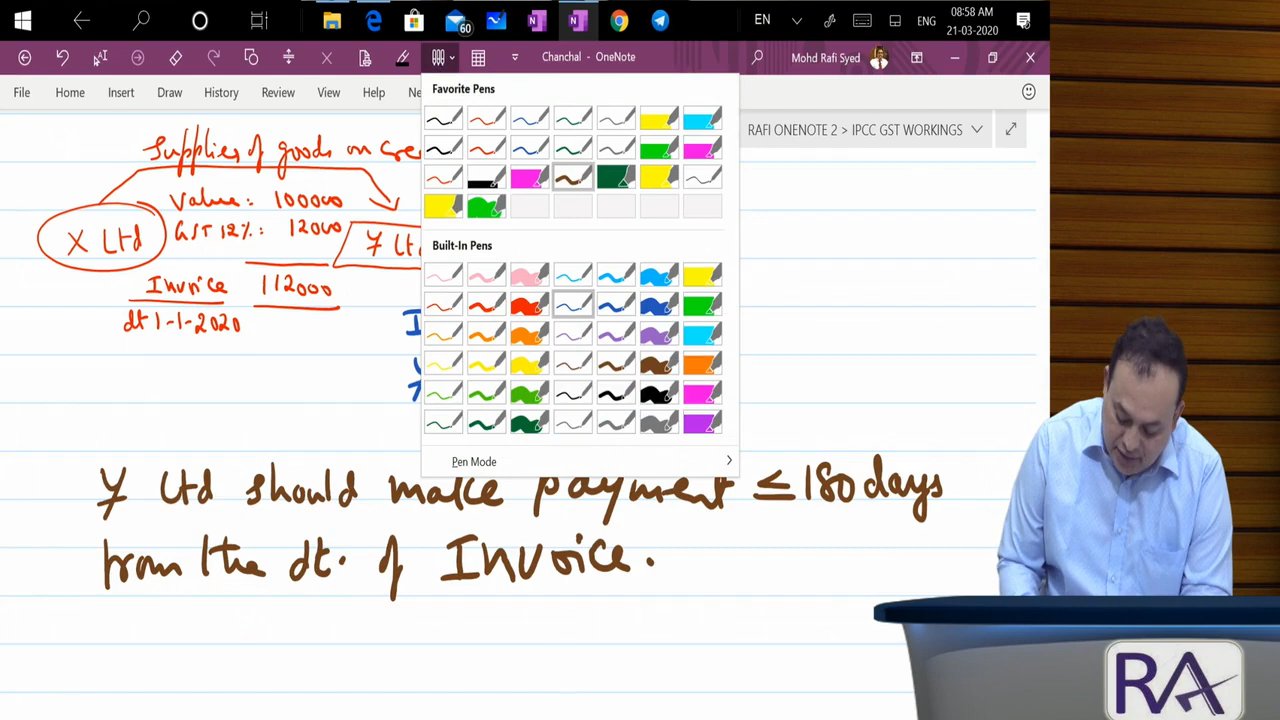 EN
ENG
08:58 AM
21-03-2020
60
Chanchal - OneNote
Mohd Rafi Syed
File Home Insert Draw History Review View Help
RAFI ONENOTE 2 > IPCC GST WORKINGS
Favorite Pens
Built-In Pens
Pen Mode
Supplies of goods on cre
Value: 100000
GST 12%: 12000
X Ltd
Y Lt
Invoice 112000
dt 1-1-2020
I
Y Ltd should make payment ≤ 180 days
from the dt. of Invoice.
RA